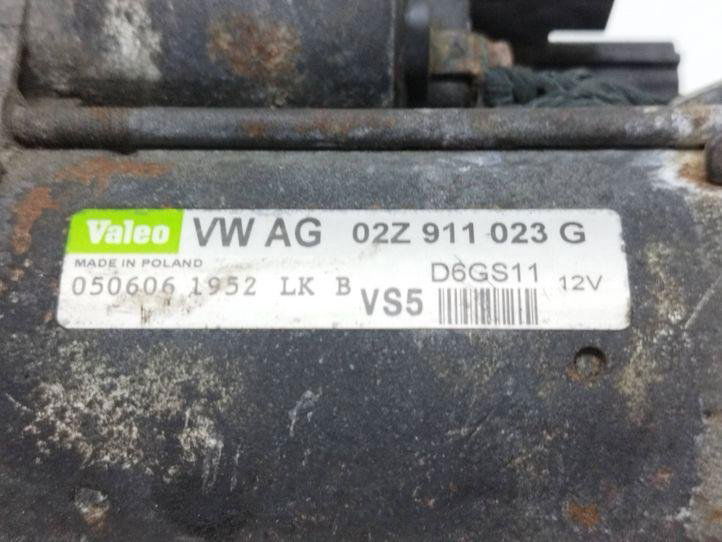 Valeo VW AG 02Z 911 023 G
MADE IN POLAND
D6GS11 12V
050606 1952 LK B VS5